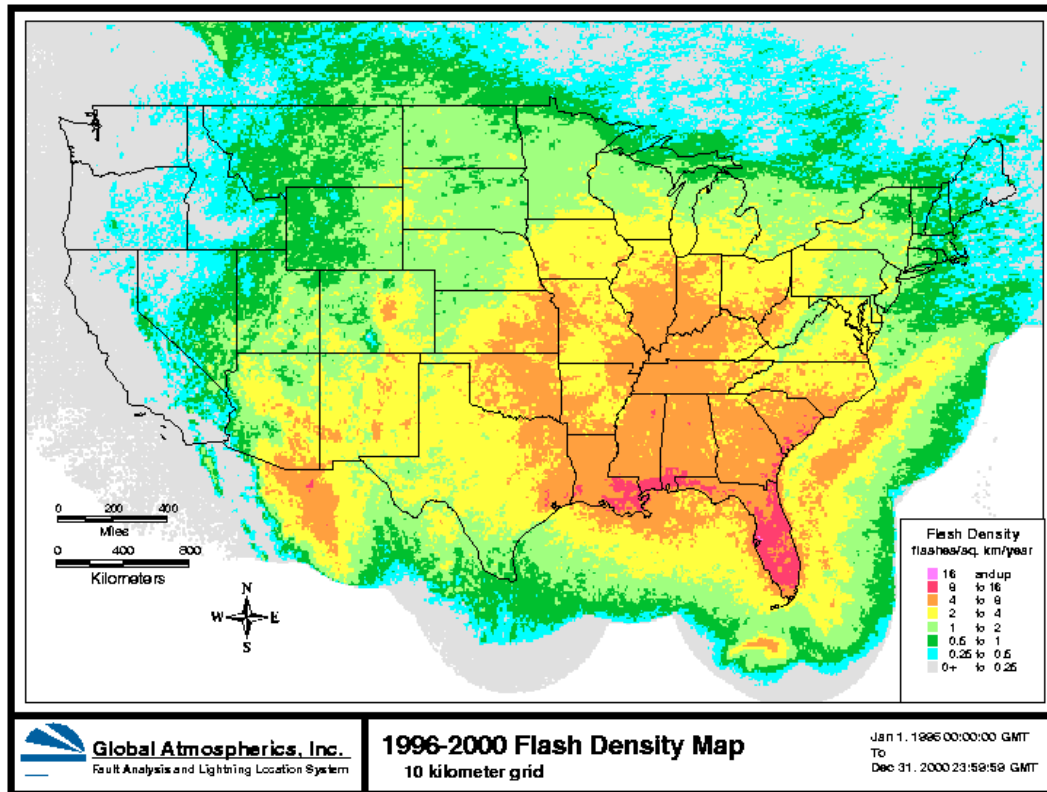 0 200 400
Miles
0 400 800
Kilometers
N
W E
S
Flash Density
flashes/sq. km/year
16 and up
8 to 16
4 to 8
2 to 4
1 to 2
0.5 to 1
0.25 to 0.5
0+ to 0.25
Global Atmospherics, Inc.
Fault Analysis and Lightning Location System
1996-2000 Flash Density Map
10 kilometer grid
Jan 1, 1996 00:00:00 GMT
To
Dec 31, 2000 23:59:59 GMT